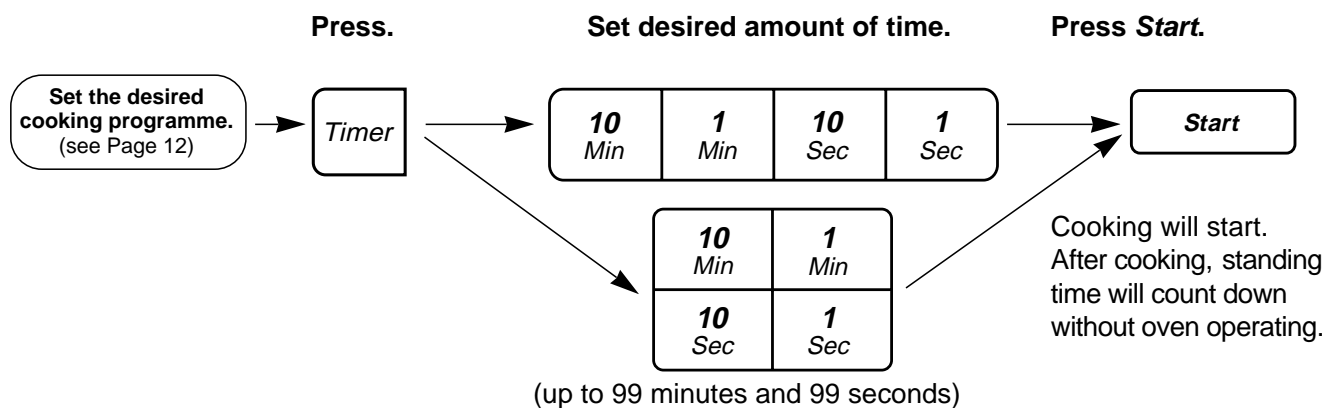 Press.
Set desired amount of time.
Press Start.
Set the desired
cooking programme.
(see Page 12)
Timer
10
Min
1
Min
10
Sec
1
Sec
Start
10
Min
1
Min
10
Sec
1
Sec
(up to 99 minutes and 99 seconds)
Cooking will start.
After cooking, standing
time will count down
without oven operating.